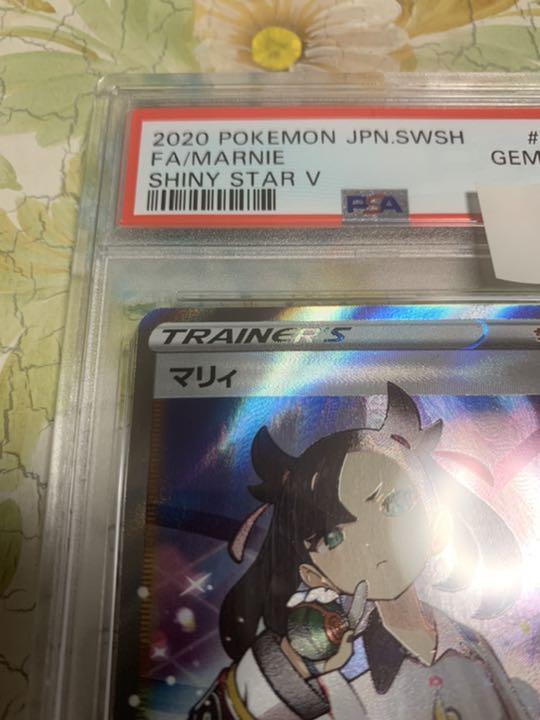 2020 POKEMON JPN.SWSH #
FA/MARNIE GEM
SHINY STAR V
PSA
TRAINER'S
マリィ